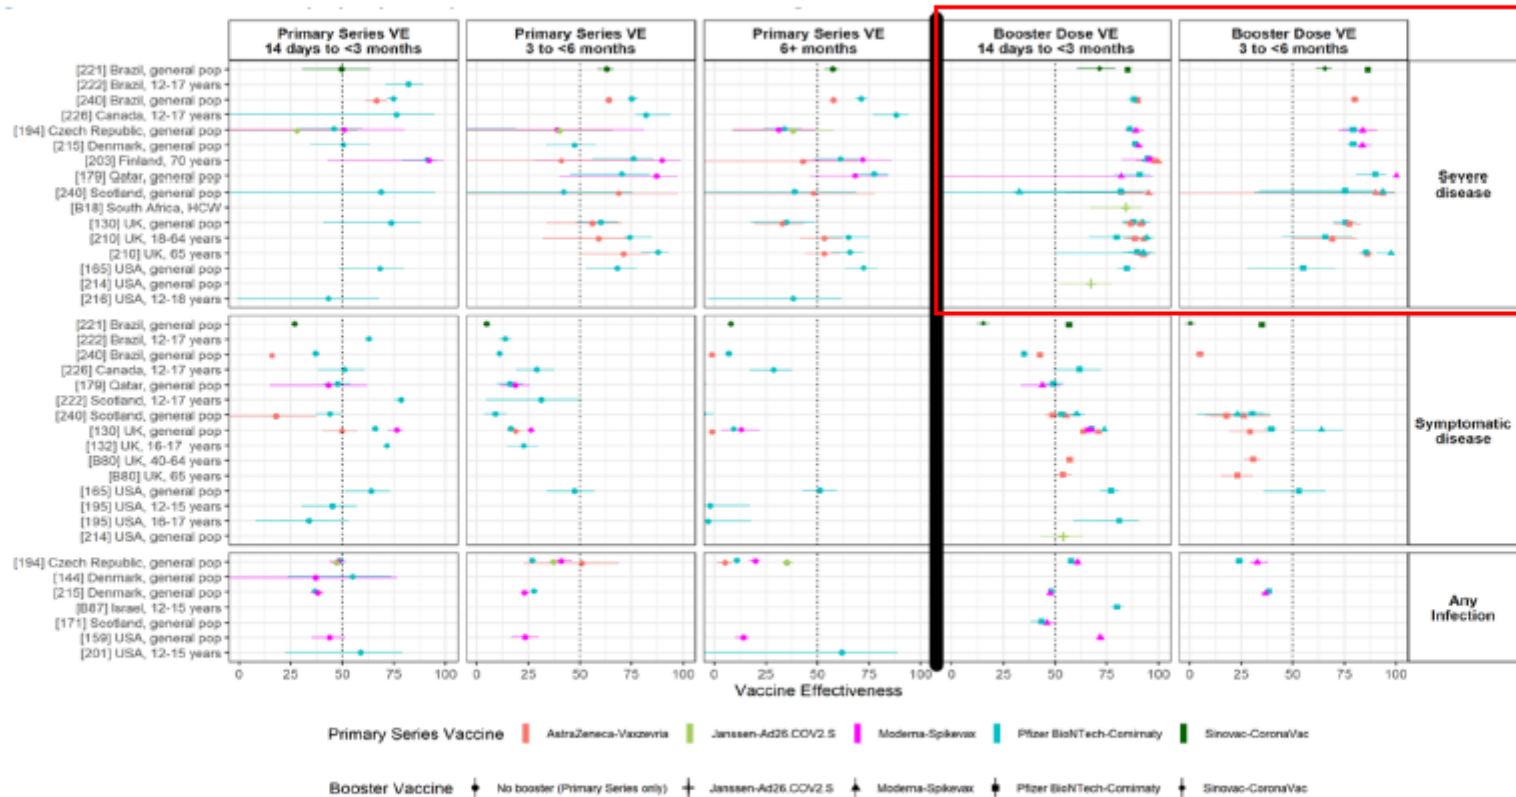 Primary Series VE
14 days to <3 months
Primary Series VE
3 to <6 months
Primary Series VE
6+ months
Booster Dose VE
14 days to <3 months
Booster Dose VE
3 to <6 months
[221] Brazil, general pop
[222] Brazil, 12-17 years
[240] Brazil, general pop
[226] Canada, 12-17 years
[194] Czech Republic, general pop
[215] Denmark, general pop
[203] Finland, 70 years
[179] Qatar, general pop
[240] Scotland, general pop
[B18] South Africa, HCW
[130] UK, general pop
[210] UK, 18-64 years
[210] UK, 65 years
[165] USA, general pop
[214] USA, general pop
[216] USA, 12-18 years
Severe
disease
[221] Brazil, general pop
[222] Brazil, 12-17 years
[240] Brazil, general pop
[226] Canada, 12-17 years
[179] Qatar, general pop
[222] Scotland, 12-17 years
[240] Scotland, general pop
[130] UK, general pop
[132] UK, 16-17 years
[B80] UK, 40-64 years
[B80] UK, 65 years
[165] USA, general pop
[195] USA, 12-15 years
[195] USA, 16-17 years
[214] USA, general pop
Symptomatic
disease
[194] Czech Republic, general pop
[144] Denmark, general pop
[215] Denmark, general pop
[B87] Israel, 12-15 years
[171] Scotland, general pop
[159] USA, general pop
[201] USA, 12-15 years
Any
Infection
0 25 50 75 100 0 25 50 75 100 0 25 50 75 100 0 25 50 75 100 0 25 50 75 100
Vaccine Effectiveness
Primary Series Vaccine AstraZeneca-Vaxzevria Janssen-Ad26.COV2.S Moderna-Spikevax Pfizer BioNTech-Comirnaty Sinovac-CoronaVac
Booster Vaccine No booster (Primary Series only) Janssen-Ad26.COV2.S Moderna-Spikevax Pfizer BioNTech-Comirnaty Sinovac-CoronaVac